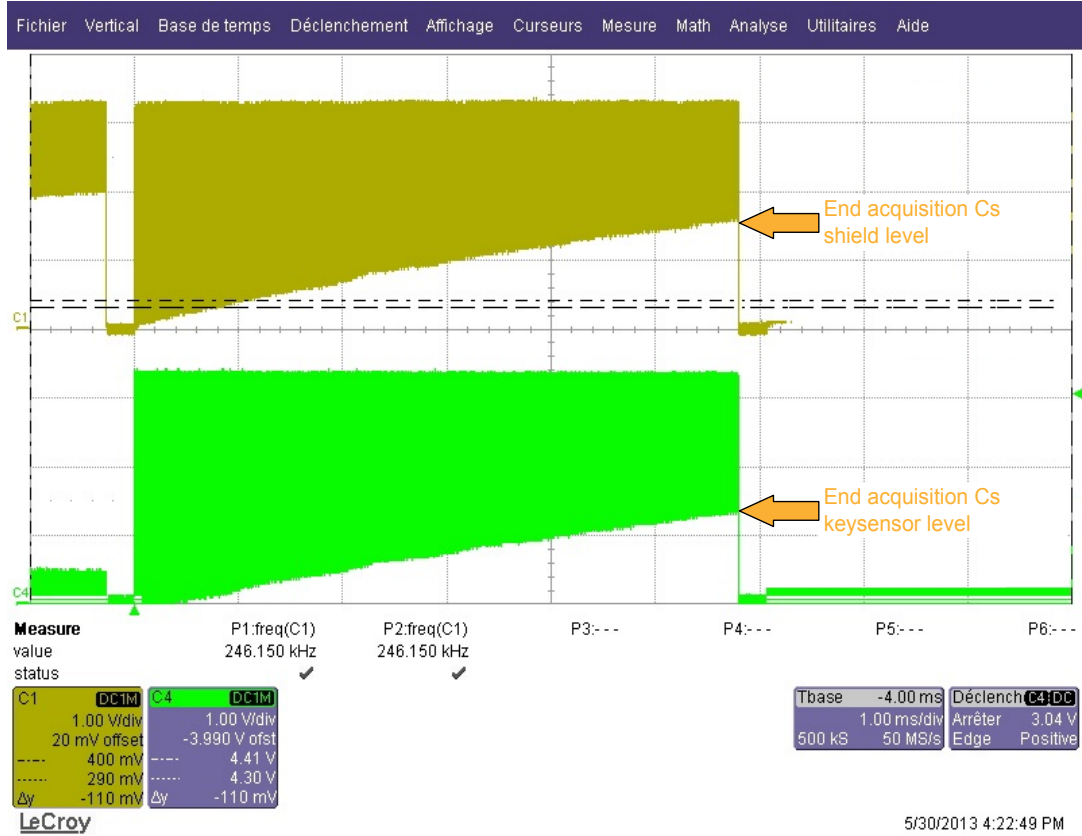 Fichier Vertical Base de temps Déclenchement Affichage Curseurs Mesure Math Analyse Utilitaires Aide
End acquisition Cs
shield level
C1
End acquisition Cs
keysensor level
C4
Measure P1:freq(C1) P2:freq(C1) P3:- - - P4:- - - P5:- - - P6:- - -
value 246.150 kHz 246.150 kHz
status ✓ ✓
C1 DC1M C4 DC1M Tbase -4.00 ms Déclench C4 DC
1.00 V/div 1.00 V/div 1.00 ms/div Arrêter 3.04 V
20 mV offset -3.990 V ofst 500 kS 50 MS/s Edge Positive
400 mV 4.41 V
290 mV 4.30 V
Δy -110 mV Δy -110 mV
LeCroy 5/30/2013 4:22:49 PM